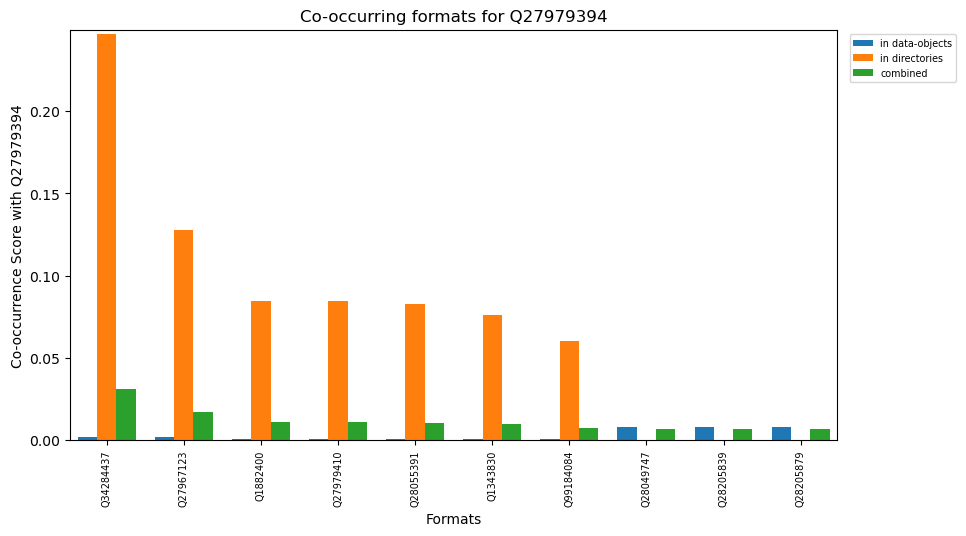 Co-occurring formats for Q27979394
in data-objects
in directories
combined
Co-occurrence Score with Q27979394
0.20
0.15
0.10
0.05
0.00
Q34284437
Q27967123
Q1882400
Q27979410
Q28055391
Q1343830
Q99184084
Q28049747
Q28205839
Q28205879
Formats